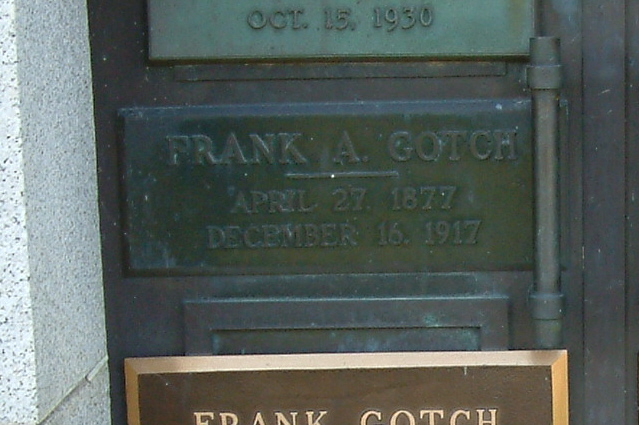 OCT. 15, 1930
FRANK A. GOTCH
APRIL 27. 1877
DECEMBER 16. 1917
FRANK GOTCH